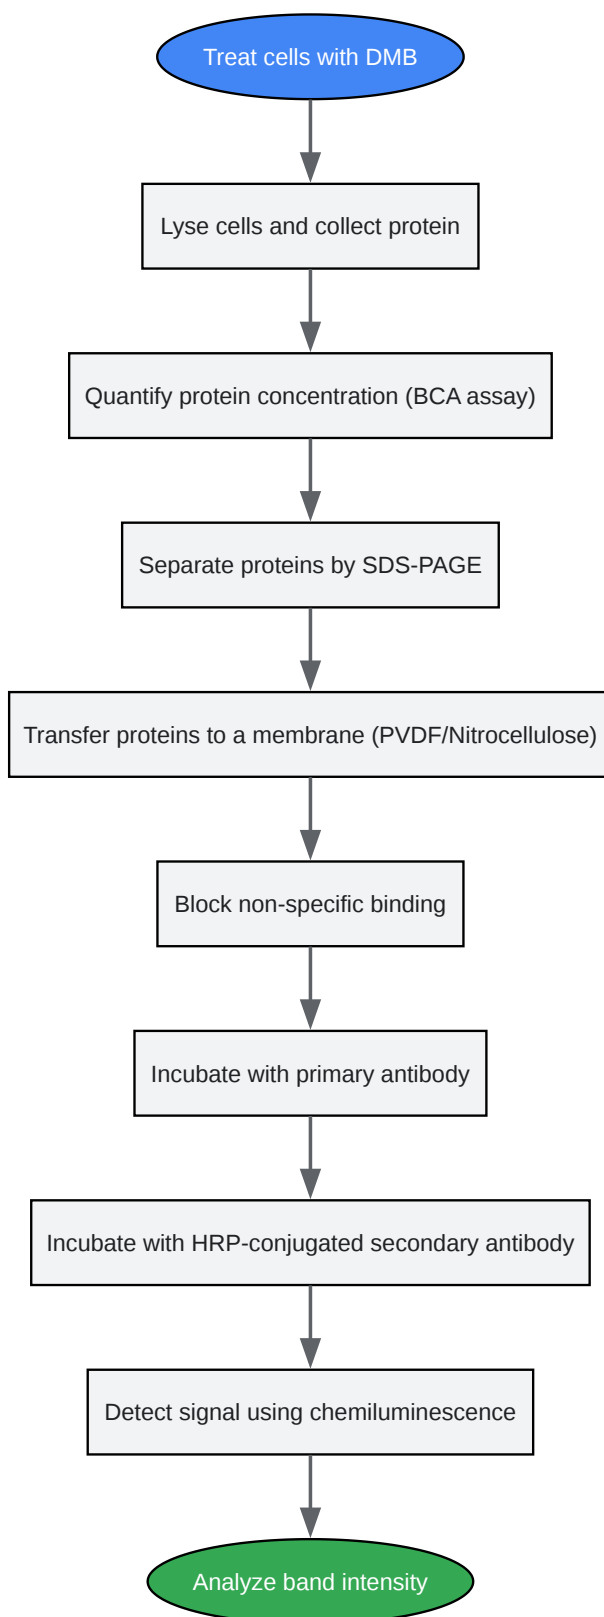 Treat cells with DMB
Lyse cells and collect protein
Quantify protein concentration (BCA assay)
Separate proteins by SDS-PAGE
Transfer proteins to a membrane (PVDF/Nitrocellulose)
Block non-specific binding
Incubate with primary antibody
Incubate with HRP-conjugated secondary antibody
Detect signal using chemiluminescence
Analyze band intensity